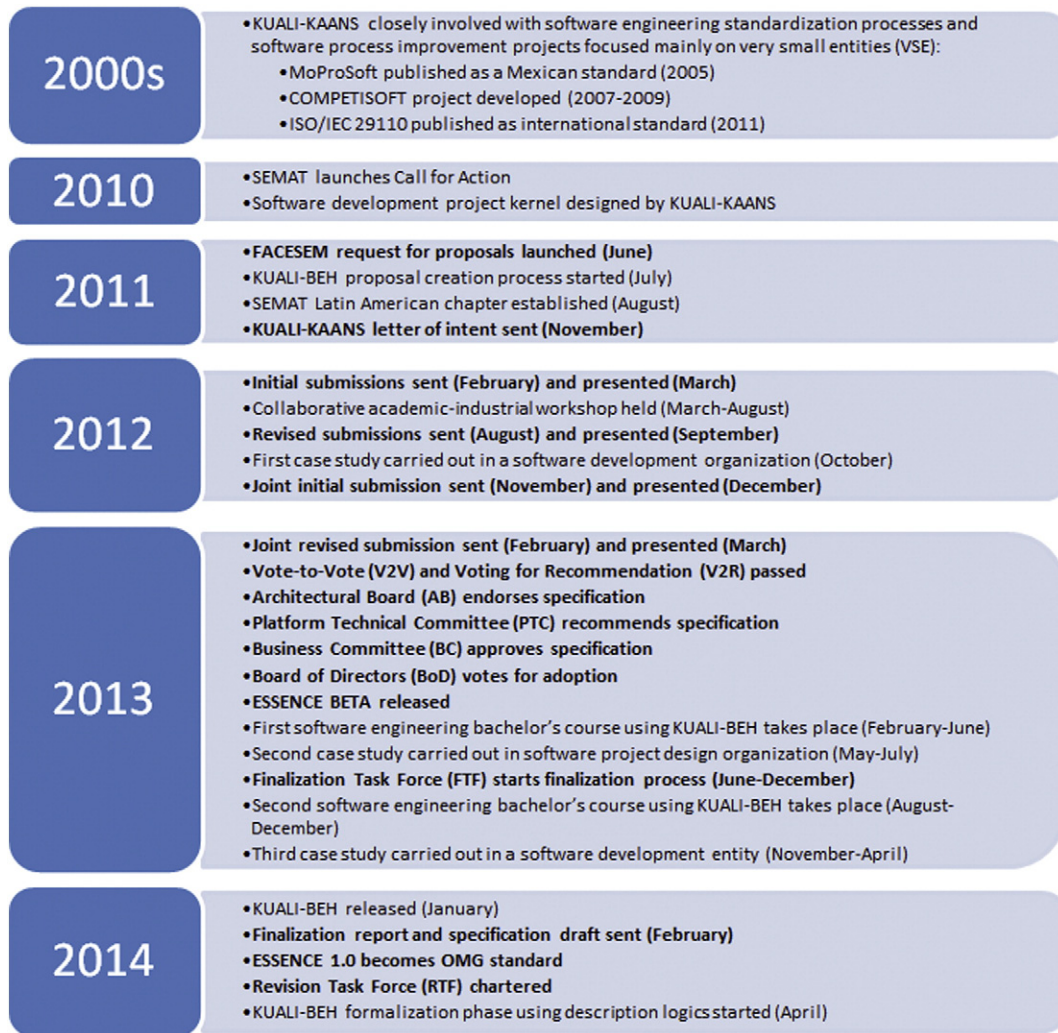 2000s
•KUALI-KAANS closely involved with software engineering standardization processes and
software process improvement projects focused mainly on very small entities (VSE):
•MoProSoft published as a Mexican standard (2005)
•COMPETISOFT project developed (2007-2009)
•ISO/IEC 29110 published as international standard (2011)
2010
•SEMAT launches Call for Action
•Software development project kernel designed by KUALI-KAANS
2011
•FACESEM request for proposals launched (June)
•KUALI-BEH proposal creation process started (July)
•SEMAT Latin American chapter established (August)
•KUALI-KAANS letter of intent sent (November)
2012
•Initial submissions sent (February) and presented (March)
•Collaborative academic-industrial workshop held (March-August)
•Revised submissions sent (August) and presented (September)
•First case study carried out in a software development organization (October)
•Joint initial submission sent (November) and presented (December)
2013
•Joint revised submission sent (February) and presented (March)
•Vote-to-Vote (V2V) and Voting for Recommendation (V2R) passed
•Architectural Board (AB) endorses specification
•Platform Technical Committee (PTC) recommends specification
•Business Committee (BC) approves specification
•Board of Directors (BoD) votes for adoption
•ESSENCE BETA released
•First software engineering bachelor's course using KUALI-BEH takes place (February-June)
•Second case study carried out in software project design organization (May-July)
•Finalization Task Force (FTF) starts finalization process (June-December)
•Second software engineering bachelor's course using KUALI-BEH takes place (August-
December)
•Third case study carried out in a software development entity (November-April)
2014
•KUALI-BEH released (January)
•Finalization report and specification draft sent (February)
•ESSENCE 1.0 becomes OMG standard
•Revision Task Force (RTF) chartered
•KUALI-BEH formalization phase using description logics started (April)